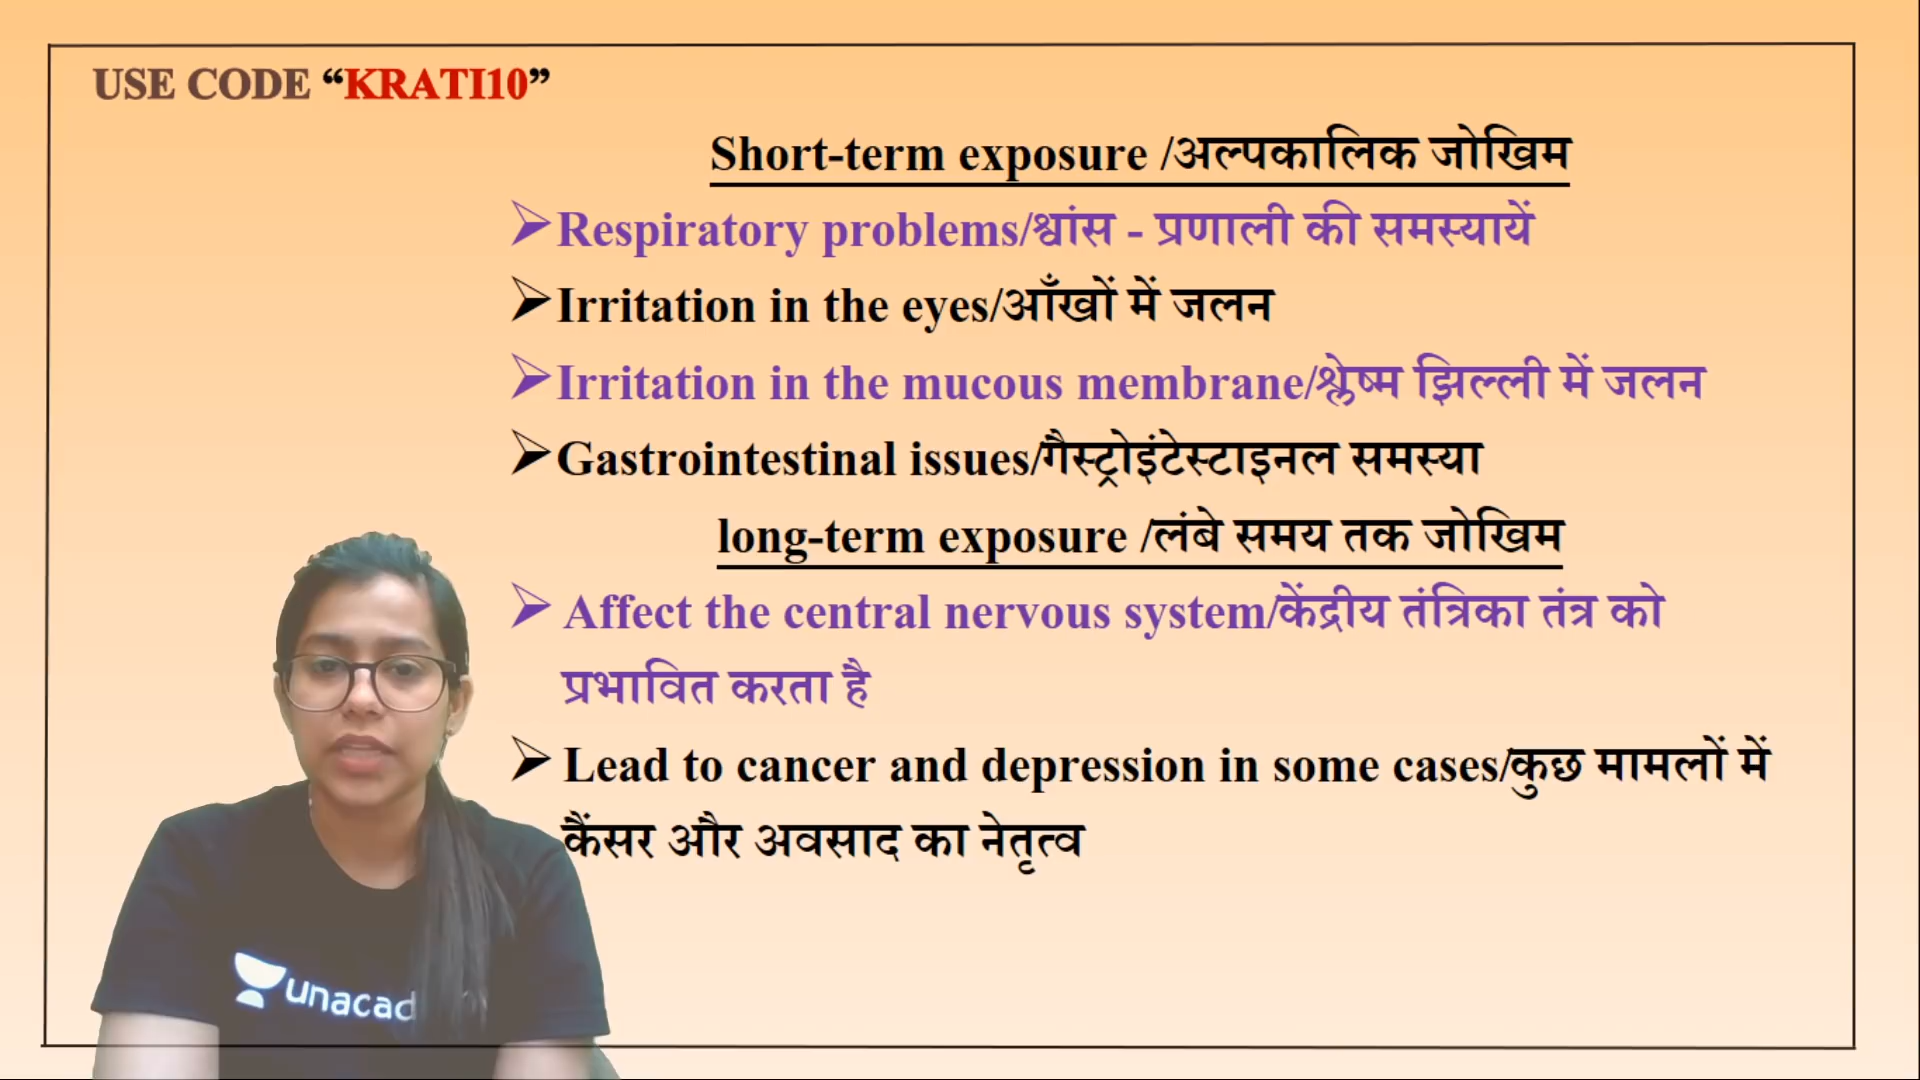 USE CODE “KRATI10”
Short-term exposure /अल्पकालिक जोखिम
➢Respiratory problems/श्वांस - प्रणाली की समस्यायें
➢Irritation in the eyes/आँखों में जलन
➢Irritation in the mucous membrane/श्लेष्म झिल्ली में जलन
➢Gastrointestinal issues/गैस्ट्रोइंटेस्टाइनल समस्या
long-term exposure /लंबे समय तक जोखिम
➢ Affect the central nervous system/केंद्रीय तंत्रिका तंत्र को
प्रभावित करता है
➢ Lead to cancer and depression in some cases/कुछ मामलों में
कैंसर और अवसाद का नेतृत्व
unacad